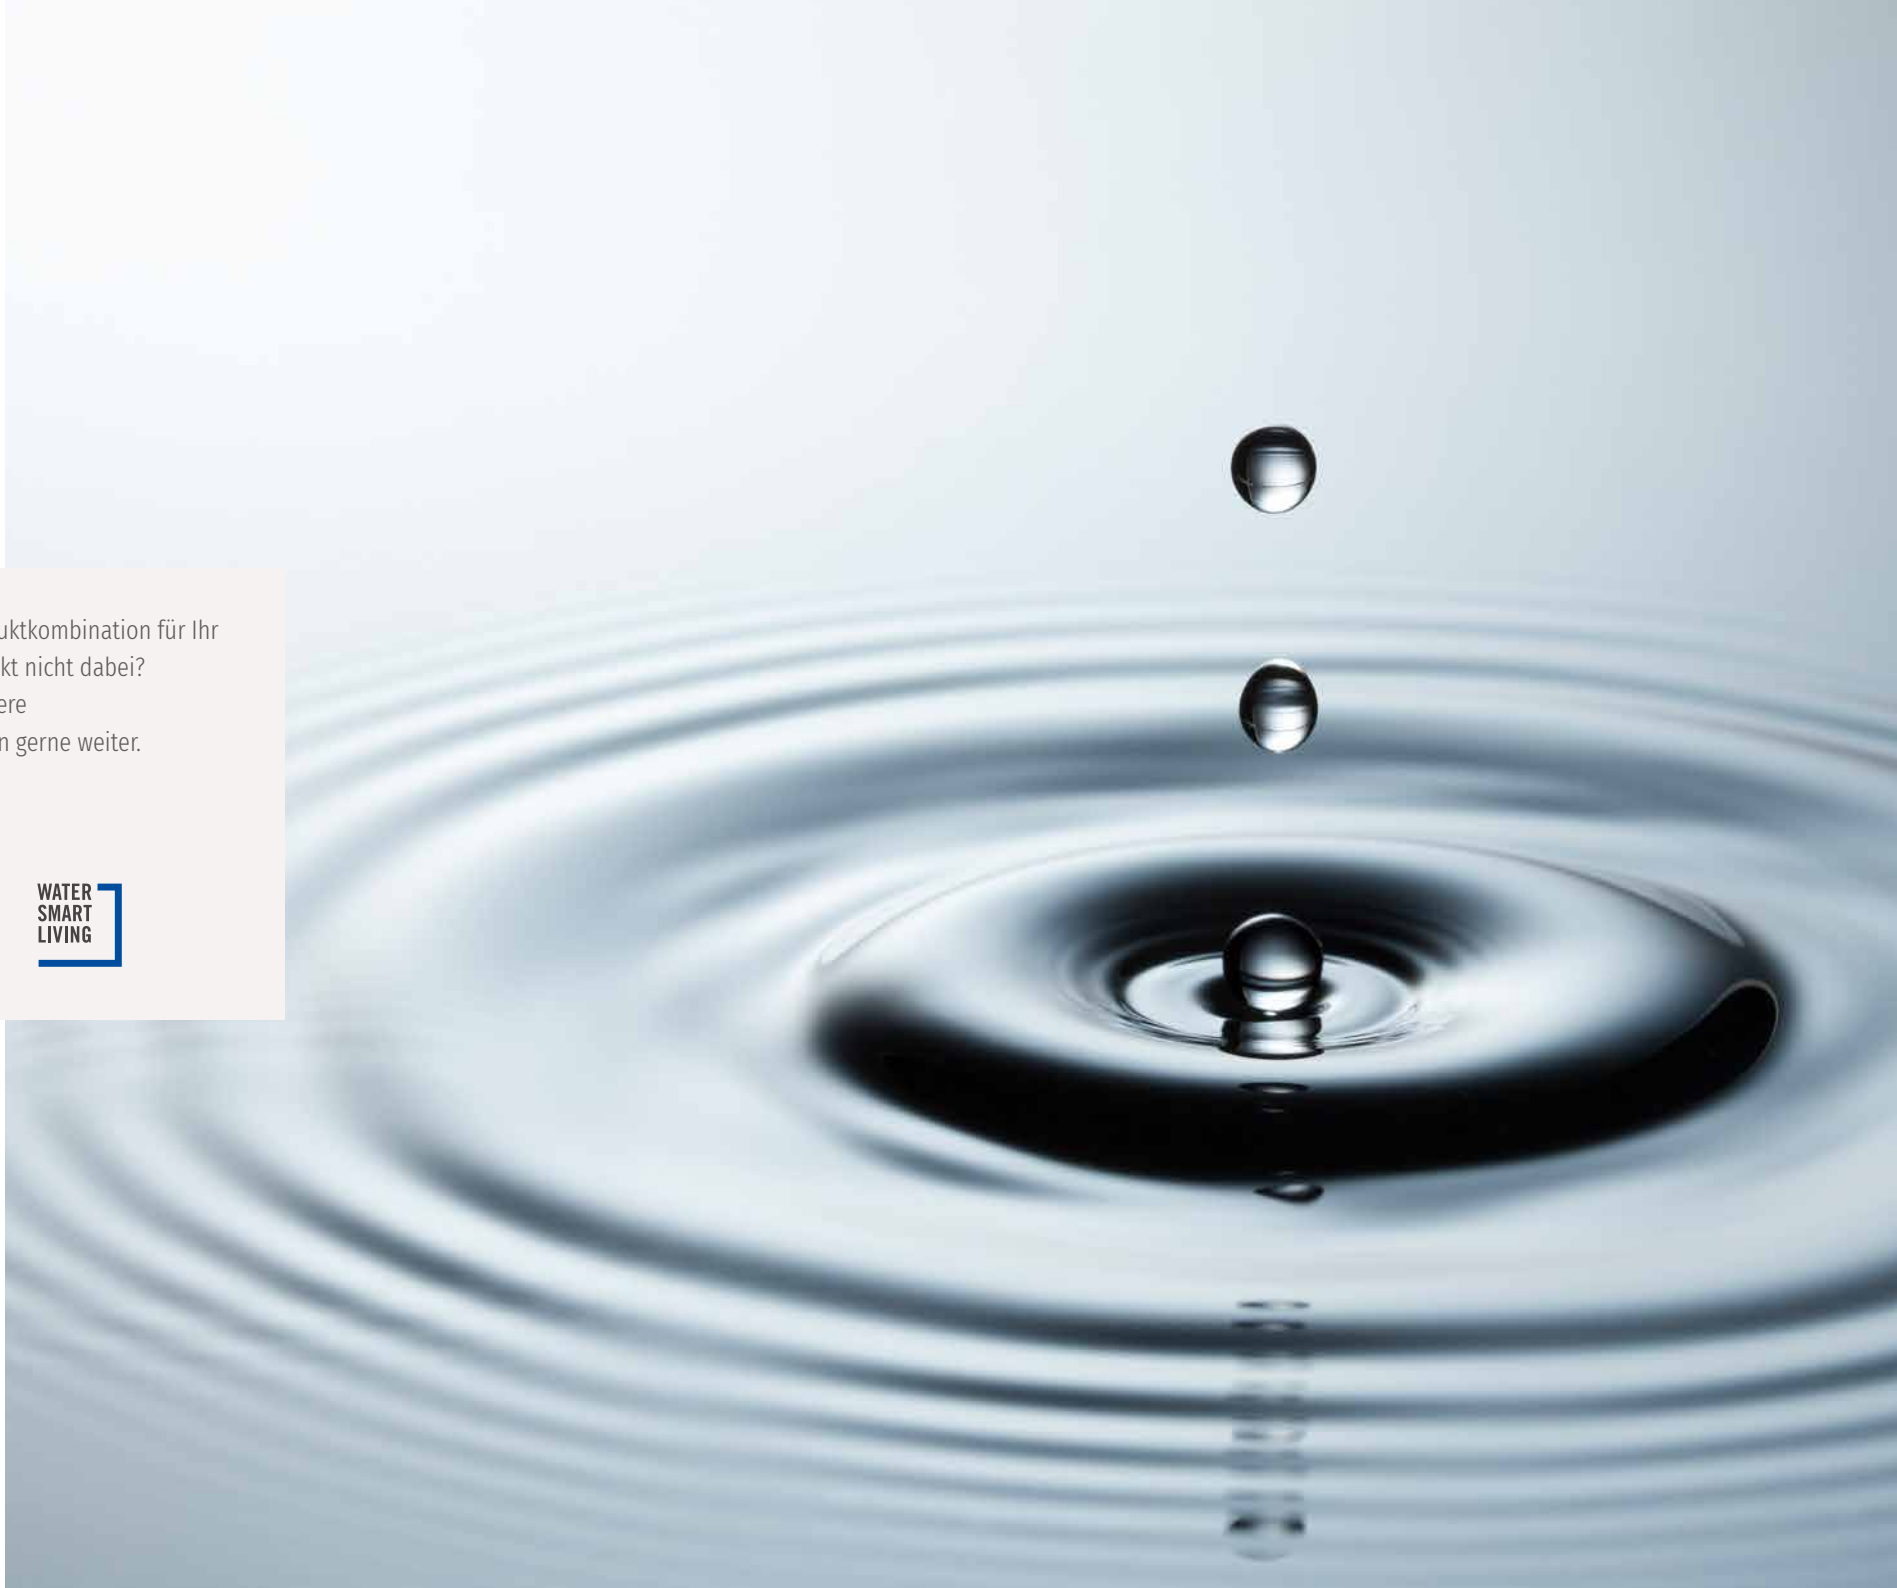 uktkombination für Ihr
kt nicht dabei?
ere
n gerne weiter.
WATER
SMART
LIVING